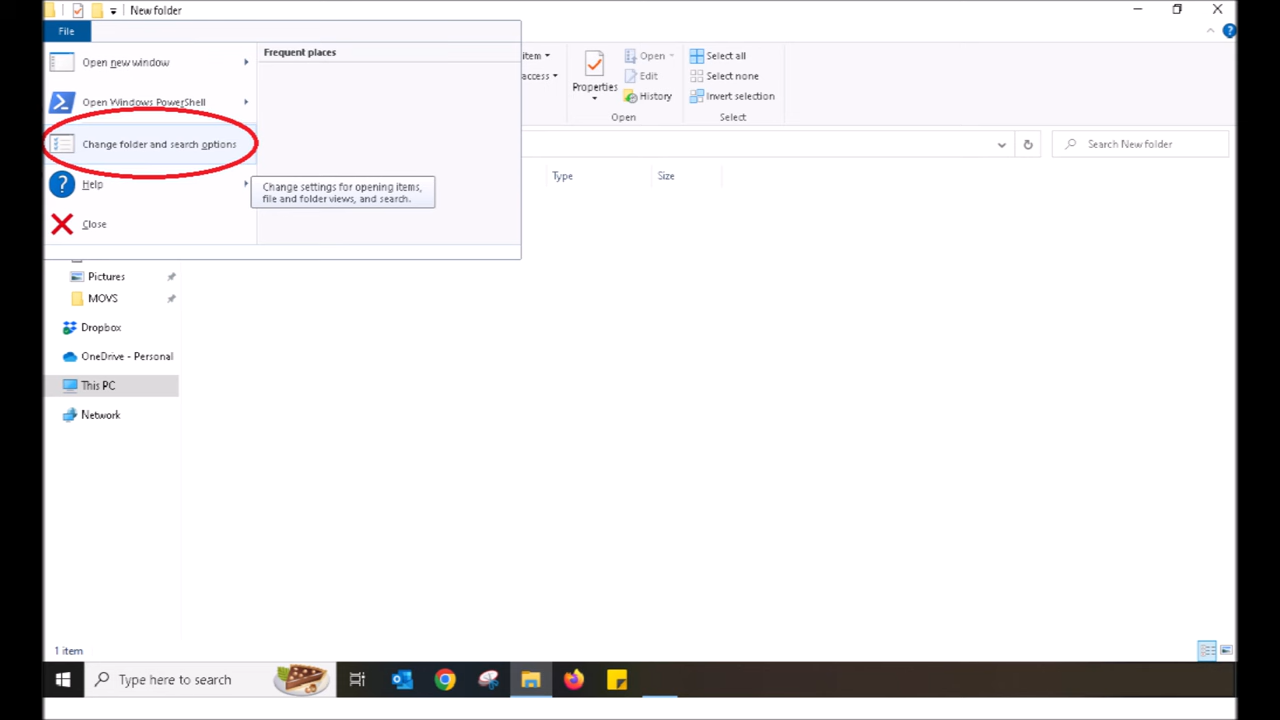 New folder
File
Frequent places
Open new window
Open Windows PowerShell
Change folder and search options
Help
Change settings for opening items,
file and folder views, and search.
Close
item
access
Properties
Open
Edit
History
Open
Select all
Select none
Invert selection
Select
Search New folder
Type
Size
Pictures
MOVS
Dropbox
OneDrive - Personal
This PC
Network
1 item
Type here to search